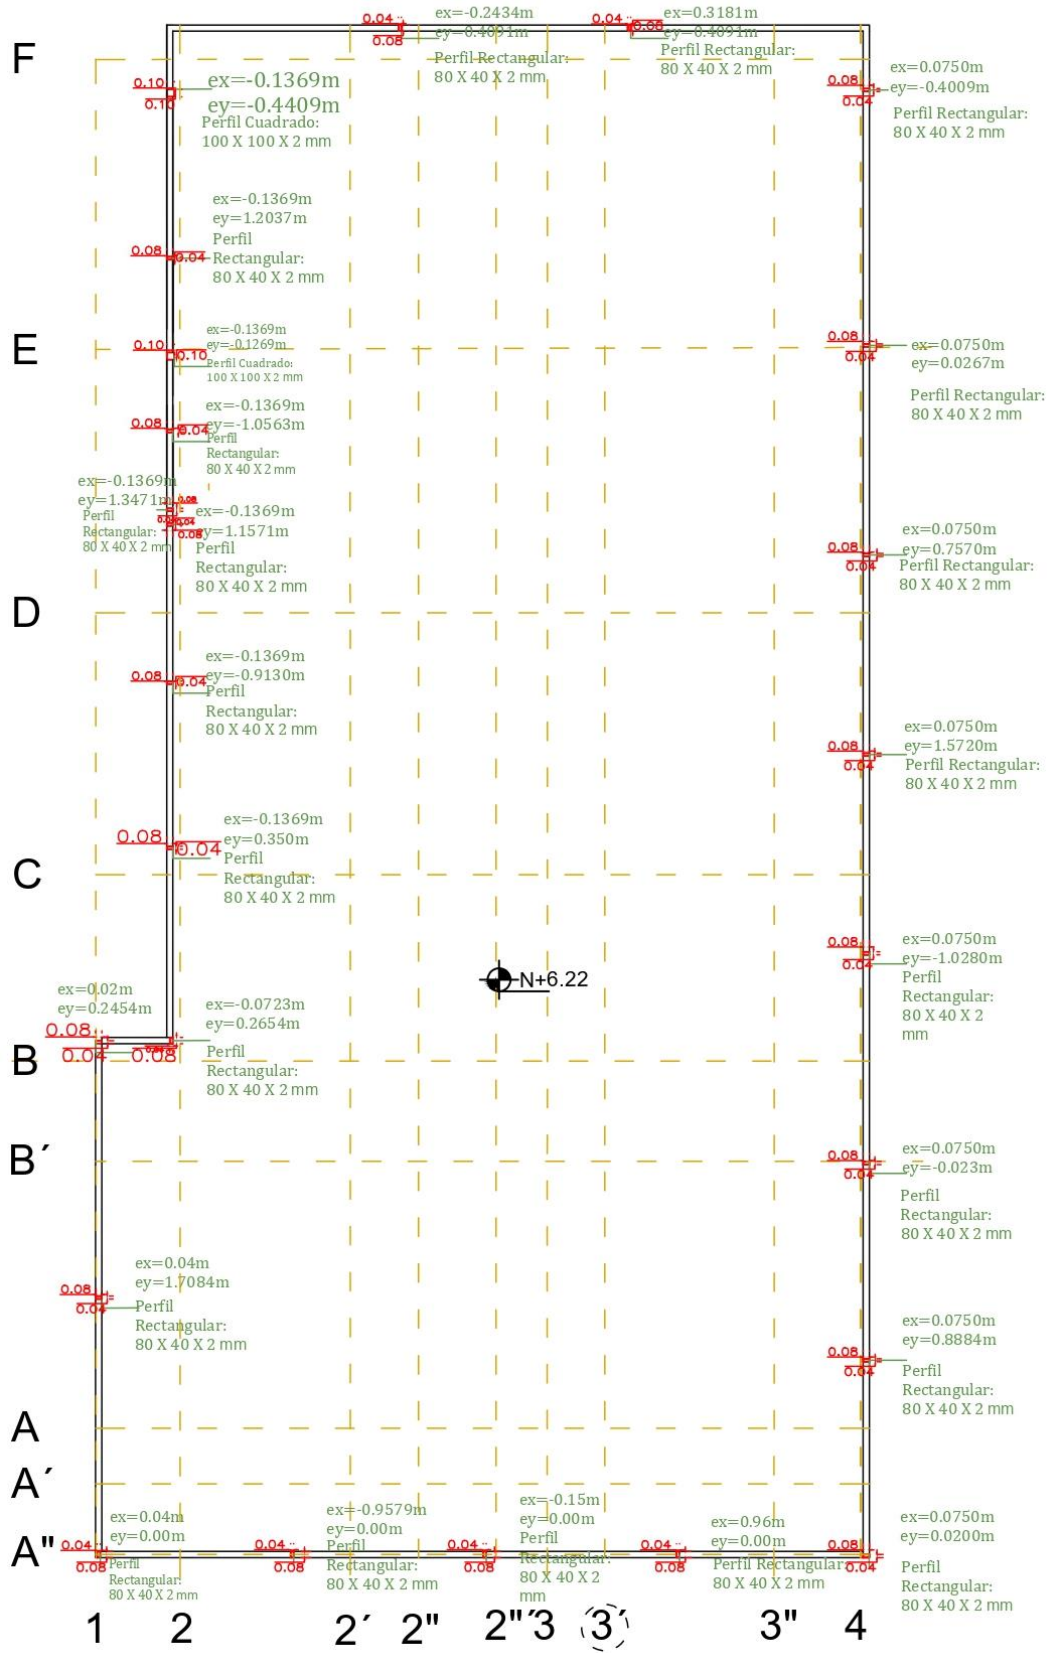 0.04
0.08
ex=-0.2434m
ey=0.4091m
Perfil Rectangular:
80 X 40 X 2 mm
0.04
0.08
ex=0.3181m
ey=0.4091m
Perfil Rectangular:
80 X 40 X 2 mm
F
0.10
0.10
ex=-0.1369m
ey=-0.4409m
Perfil Cuadrado:
100 X 100 X 2 mm
0.08
0.04
ex=0.0750m
ey=-0.4009m
Perfil Rectangular:
80 X 40 X 2 mm
0.08
0.04
ex=-0.1369m
ey=1.2037m
Perfil
Rectangular:
80 X 40 X 2 mm
E
0.10
0.10
ex=-0.1369m
ey=-0.1269m
Perfil Cuadrado:
100 X 100 X 2 mm
0.08
0.04
ex=0.0750m
ey=0.0267m
Perfil Rectangular:
80 X 40 X 2 mm
0.08
0.04
ex=-0.1369m
ey=-1.0563m
Perfil
Rectangular:
80 X 40 X 2 mm
ex=-0.1369m
ey=1.3471m
Perfil
Rectangular:
80 X 40 X 2 mm
0.08
0.04
0.08
ex=-0.1369m
ey=1.1571m
Perfil
Rectangular:
80 X 40 X 2 mm
0.08
0.04
ex=0.0750m
ey=0.7570m
Perfil Rectangular:
80 X 40 X 2 mm
D
0.08
0.04
ex=-0.1369m
ey=-0.9130m
Perfil
Rectangular:
80 X 40 X 2 mm
0.08
0.04
ex=0.0750m
ey=1.5720m
Perfil Rectangular:
80 X 40 X 2 mm
0.08
0.04
ex=-0.1369m
ey=0.350m
Perfil
Rectangular:
80 X 40 X 2 mm
C
0.08
0.04
ex=0.0750m
ey=-1.0280m
Perfil
Rectangular:
80 X 40 X 2
mm
N+6.22
ex=0.02m
ey=0.2454m
0.08
0.04
0.08
ex=-0.0723m
ey=0.2654m
Perfil
Rectangular:
80 X 40 X 2 mm
B
B´
0.08
0.04
ex=0.0750m
ey=-0.023m
Perfil
Rectangular:
80 X 40 X 2 mm
0.08
0.04
ex=0.04m
ey=1.7084m
Perfil
Rectangular:
80 X 40 X 2 mm
0.08
0.04
ex=0.0750m
ey=0.8884m
Perfil
Rectangular:
80 X 40 X 2 mm
A
A´
A"
0.04
0.08
ex=0.04m
ey=0.00m
Perfil
Rectangular:
80 X 40 X 2 mm
0.04
0.08
ex=-0.9579m
ey=0.00m
Perfil
Rectangular:
80 X 40 X 2 mm
0.04
0.08
ex=-0.15m
ey=0.00m
Perfil
Rectangular:
80 X 40 X 2
mm
0.04
0.08
ex=0.96m
ey=0.00m
Perfil Rectangular:
80 X 40 X 2 mm
0.08
0.04
ex=0.0750m
ey=0.0200m
Perfil
Rectangular:
80 X 40 X 2 mm
1 2 2´ 2" 2"´ 3 3´ 3" 4